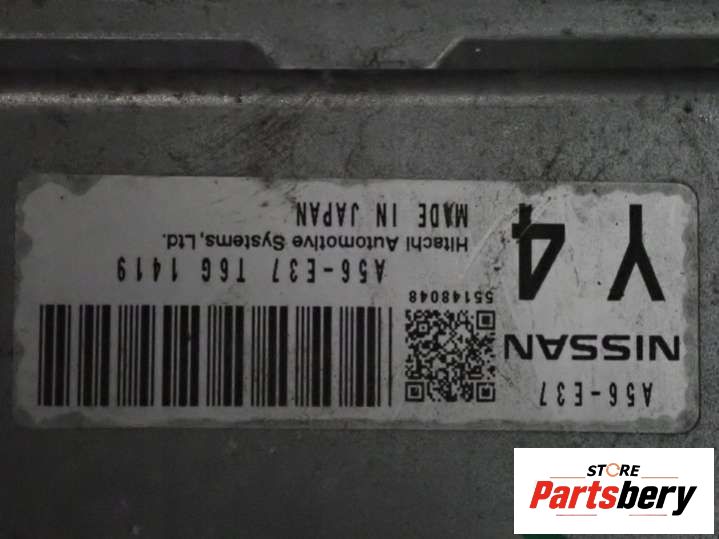 A56-E37
NISSAN
Y 4
55148048
A56-E37 T6G 1419
Hitachi Automotive Systems, Ltd.
MADE IN JAPAN
STORE
Partsbery